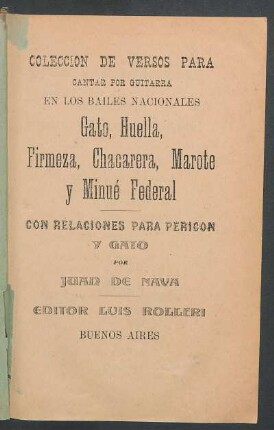 COLECCION DE VERSOS PARA
CANTAR POR GUITARRA
EN LOS BAILES NACIONALES
Gato, Huella,
Firmeza, Chacarera, Marote
y Minué Federal
CON RELACIONES PARA PERICON
Y GATO
POR
JUAN DE NAVA
EDITOR LUIS ROLLERI
BUENOS AIRES